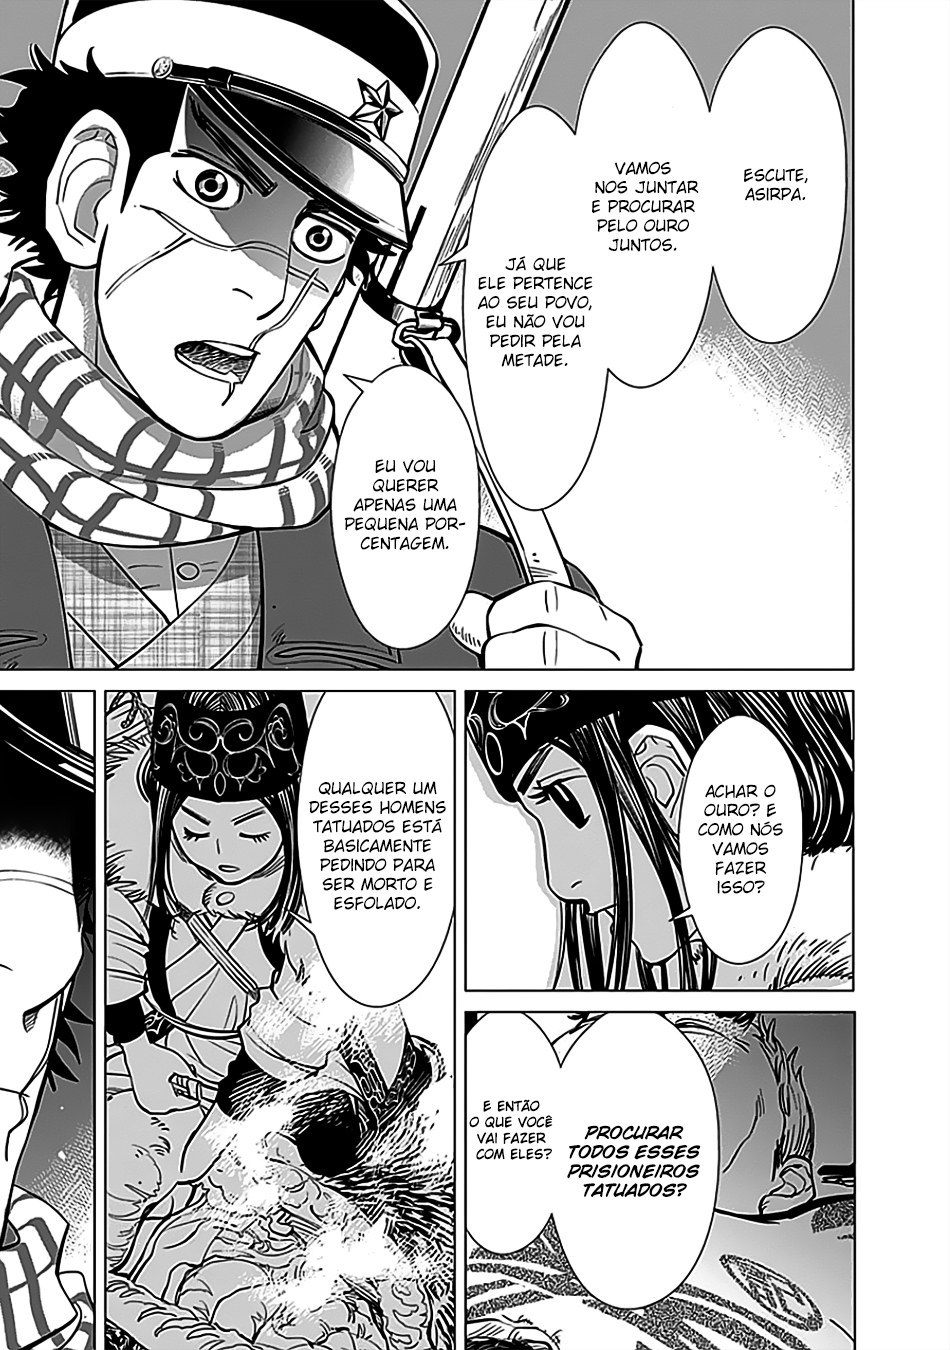 ESCUTE,
ASIRPA.
VAMOS
NOS JUNTAR
E PROCURAR
PELO OURO
JUNTOS.
JÁ QUE
ELE PERTENCE
AO SEU POVO,
EU NÃO VOU
PEDIR PELA
METADE.
EU VOU
QUERER
APENAS UMA
PEQUENA POR-
CENTAGEM.
ACHAR O
OURO? E
COMO NÓS
VAMOS
FAZER
ISSO?
PROCURAR
TODOS ESSES
PRISIONEIROS
TATUADOS?
E ENTÃO
O QUE VOCÊ
VAI FAZER
COM ELES?
QUALQUER UM
DESSES HOMENS
TATUADOS ESTÁ
BASICAMENTE
PEDINDO PARA
SER MORTO E
ESFOLADO.